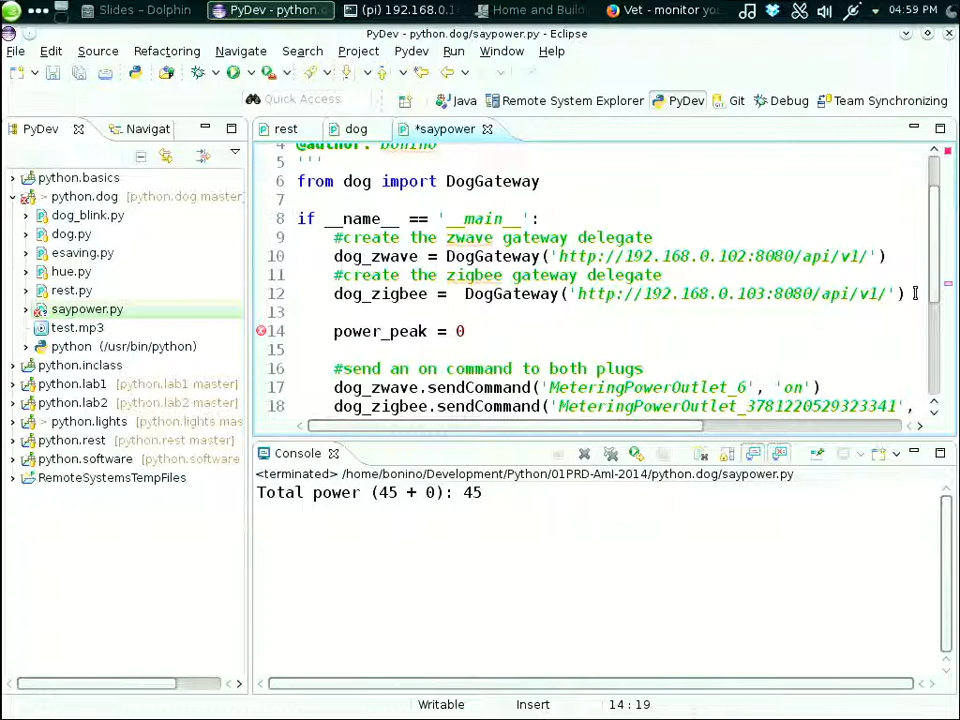 Slides – Dolphin
PyDev - python.
(pi) 192.168.0.1
Home and Build
Vet - monitor yo
04:59 PM
PyDev - python.dog/saypower.py - Eclipse
File Edit Source Refactoring Navigate Search Project Pydev Run Window Help
Quick Access
Java Remote System Explorer PyDev Git Debug Team Synchronizing
PyDev
Navigat
rest
dog
*saypower
python.basics
> python.dog [python.dog master]
dog_blink.py
dog.py
esaving.py
hue.py
rest.py
saypower.py
test.mp3
python (/usr/bin/python)
python.inclass
python.lab1 [python.lab1 master]
python.lab2 [python.lab2 master]
> python.lights [python.lights mas
python.rest [python.rest master]
python.software [python.software
RemoteSystemsTempFiles
4 @author: bonino
5 '''
6 from dog import DogGateway
7
8 if __name__ == '__main__':
9 #create the zwave gateway delegate
10 dog_zwave = DogGateway('http://192.168.0.102:8080/api/v1/')
11 #create the zigbee gateway delegate
12 dog_zigbee = DogGateway('http://192.168.0.103:8080/api/v1/')
13
14 power_peak = 0
15
16 #send an on command to both plugs
17 dog_zwave.sendCommand('MeteringPowerOutlet_6', 'on')
18 dog_zigbee.sendCommand('MeteringPowerOutlet_3781220529323341',
Console
<terminated> /home/bonino/Development/Python/01PRD-AmI-2014/python.dog/saypower.py
Total power (45 + 0): 45
Writable
Insert
14 : 19